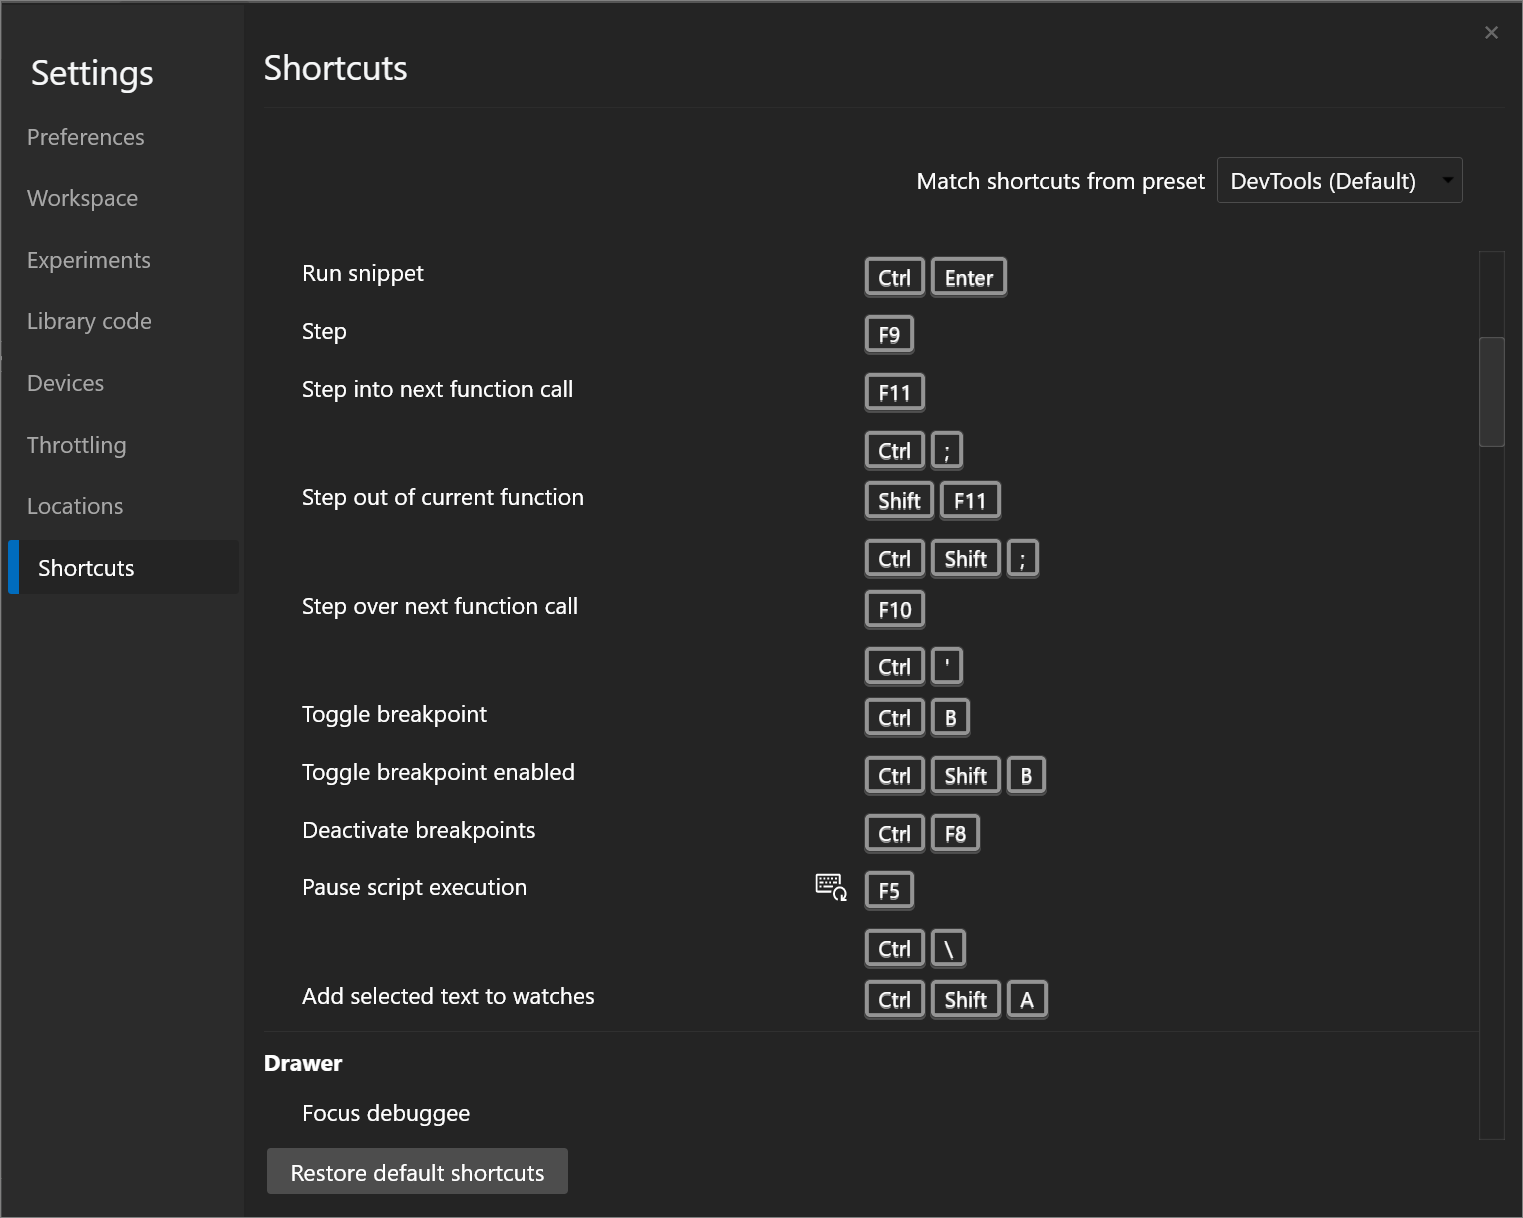 Settings
Preferences
Workspace
Experiments
Library code
Devices
Throttling
Locations
Shortcuts
Shortcuts
Match shortcuts from preset DevTools (Default)
Run snippet Ctrl Enter
Step F9
Step into next function call F11
Ctrl ;
Step out of current function Shift F11
Ctrl Shift ;
Step over next function call F10
Ctrl '
Toggle breakpoint Ctrl B
Toggle breakpoint enabled Ctrl Shift B
Deactivate breakpoints Ctrl F8
Pause script execution F5
Ctrl \
Add selected text to watches Ctrl Shift A
Drawer
Focus debuggee
Restore default shortcuts